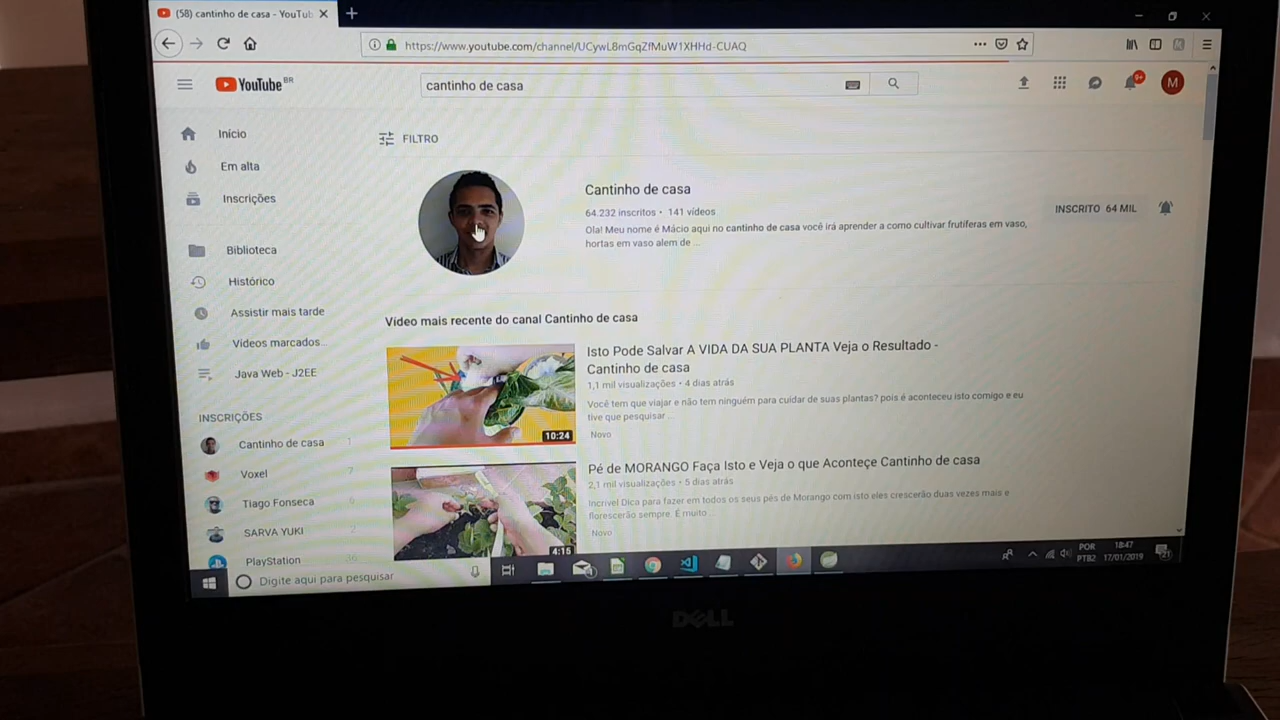 (58) cantinho de casa - YouTub
https://www.youtube.com/channel/UCywL8mGqZfMuW1XHHd-CUAQ
YouTube BR
cantinho de casa
9+
M
Início
Em alta
Inscrições
Biblioteca
Histórico
Assistir mais tarde
Vídeos marcados...
Java Web - J2EE
INSCRIÇÕES
Cantinho de casa 1
Voxel 7
Tiago Fonseca
SARVA YUKI 2
PlayStation 36
FILTRO
Cantinho de casa
64.232 inscritos • 141 vídeos
Ola! Meu nome é Mácio aqui no cantinho de casa você irá aprender a como cultivar frutíferas em vaso,
hortas em vaso alem de ...
INSCRITO 64 MIL
Vídeo mais recente do canal Cantinho de casa
Isto Pode Salvar A VIDA DA SUA PLANTA Veja o Resultado -
Cantinho de casa
1,1 mil visualizações • 4 dias atrás
Você tem que viajar e não tem ninguém para cuidar de suas plantas? pois é aconteceu isto comigo e eu
tive que pesquisar ...
Novo
10:24
Pé de MORANGO Faça Isto e Veja o que Aconteçe Cantinho de casa
2,1 mil visualizações • 5 dias atrás
Incrivel Dica para fazer em todos os seus pés de Morango com isto eles crescerão duas vezes mais e
florescerão sempre. É muito...
Novo
4:15
Digite aqui para pesquisar
POR
PTB2
18:47
17/01/2019
21
DELL